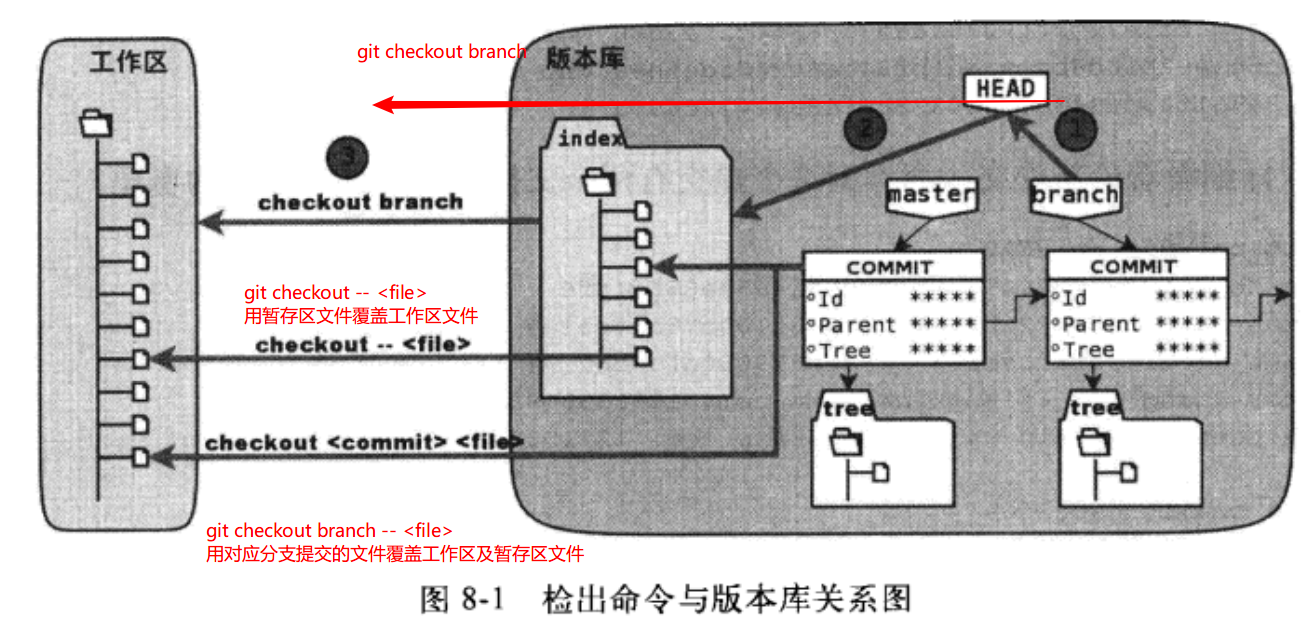 工作区
git checkout branch
版本库
HEAD
index
③
②
①
checkout branch
master
branch
COMMIT
Id *****
Parent *****
Tree *****
COMMIT
Id *****
Parent *****
Tree *****
git checkout -- <file>
用暂存区文件覆盖工作区文件
checkout -- <file>
tree
tree
checkout <commit> <file>
git checkout branch -- <file>
用对应分支提交的文件覆盖工作区及暂存区文件
图 8-1 检出命令与版本库关系图